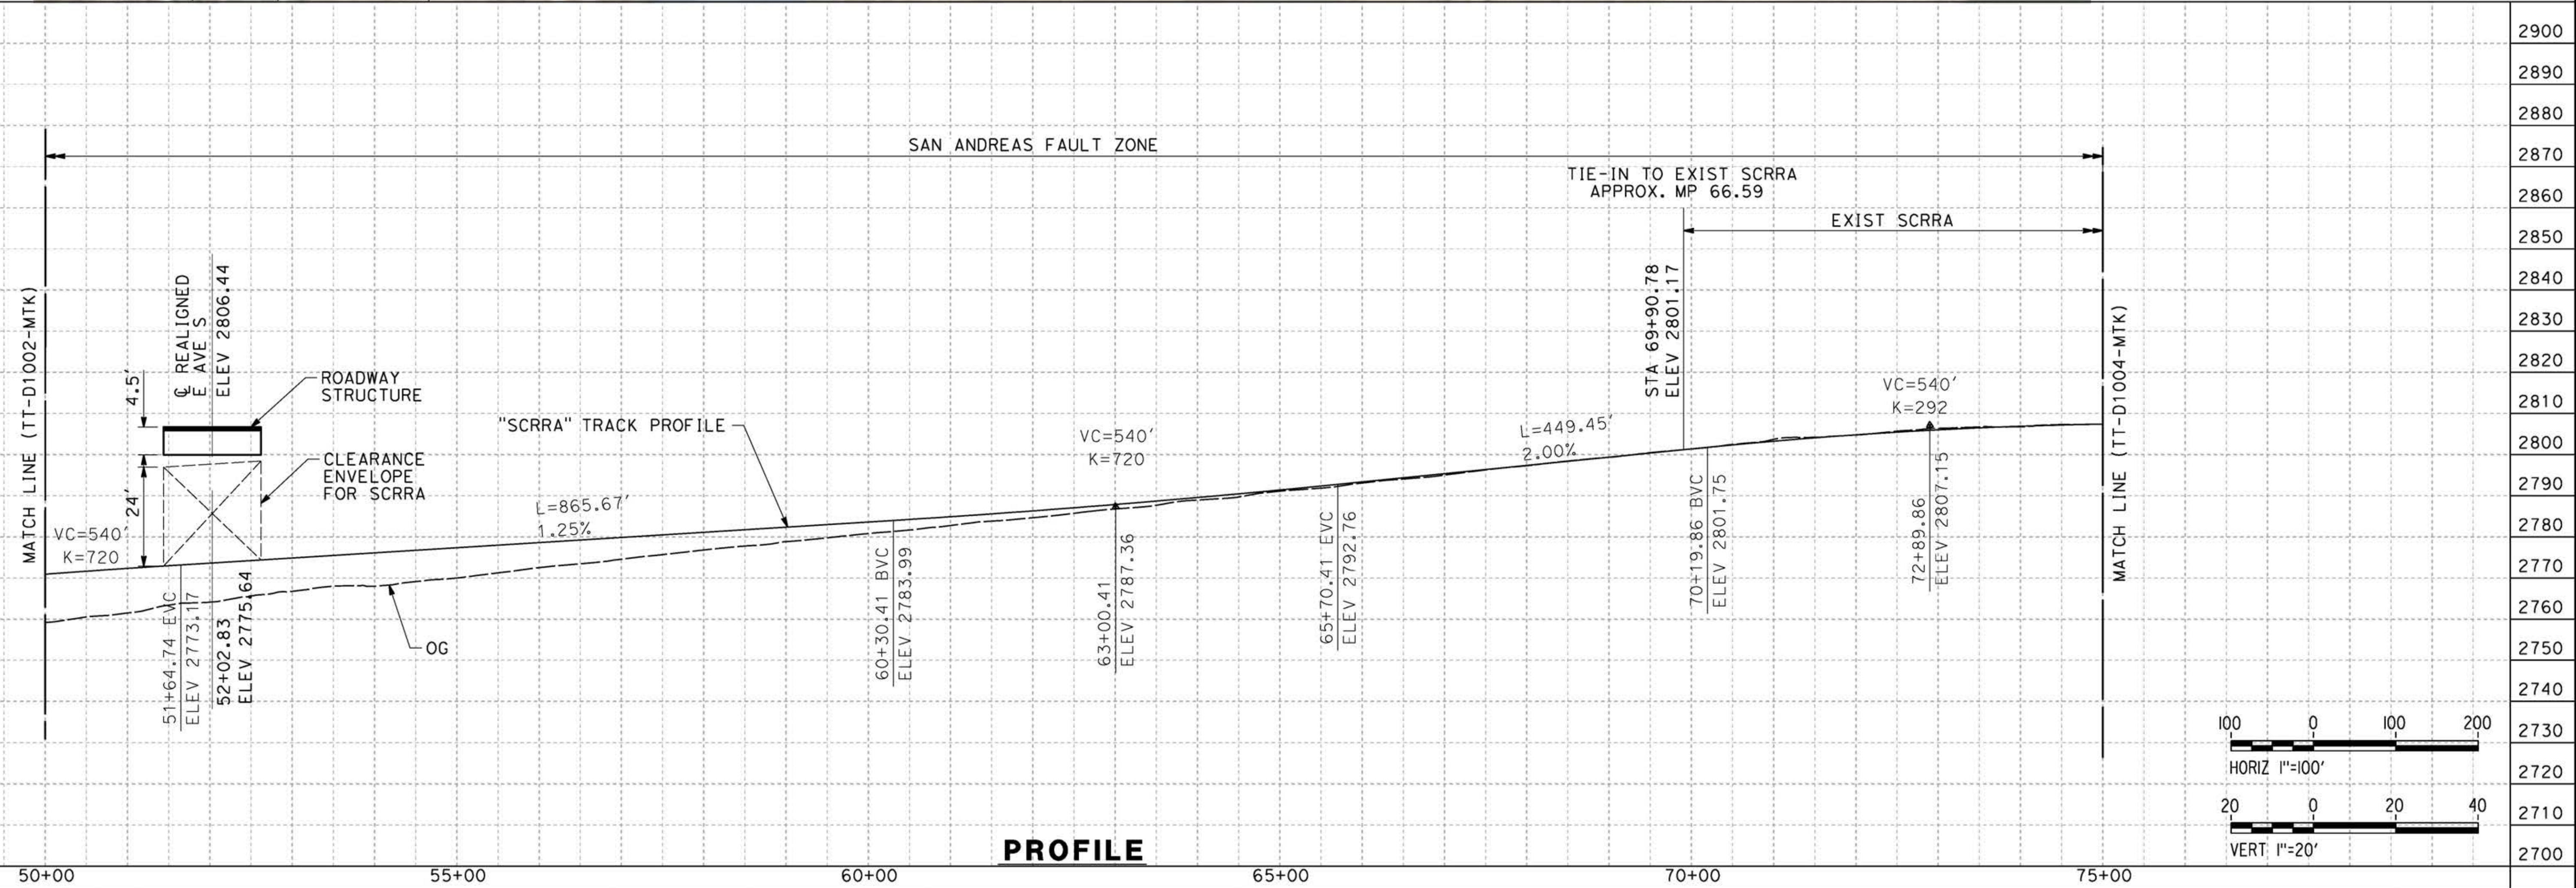 2900
2890
2880
2870
2860
2850
2840
2830
2820
2810
2800
2790
2780
2770
2760
2750
2740
2730
2720
2710
2700
SAN ANDREAS FAULT ZONE
TIE-IN TO EXIST SCRRA
APPROX. MP 66.59
EXIST SCRRA
MATCH LINE (TT-D1002-MTK)
4.5'
24'
℄ REALIGNED
E AVE S
ELEV 2806.44
ROADWAY
STRUCTURE
CLEARANCE
ENVELOPE
FOR SCRRA
VC=540'
K=720
51+64.74 EVC
ELEV 2773.17
52+02.83
ELEV 2775.64
OG
"SCRRA" TRACK PROFILE
L=865.67'
1.25%
60+30.41 BVC
ELEV 2783.99
VC=540'
K=720
63+00.41
ELEV 2787.36
65+70.41 EVC
ELEV 2792.76
L=449.45'
2.00%
STA 69+90.78
ELEV 2801.17
70+19.86 BVC
ELEV 2801.75
VC=540'
K=292
72+89.86
ELEV 2807.15
MATCH LINE (TT-D1004-MTK)
100 0 100 200
HORIZ 1"=100'
20 0 20 40
VERT 1"=20'
PROFILE
50+00 55+00 60+00 65+00 70+00 75+00